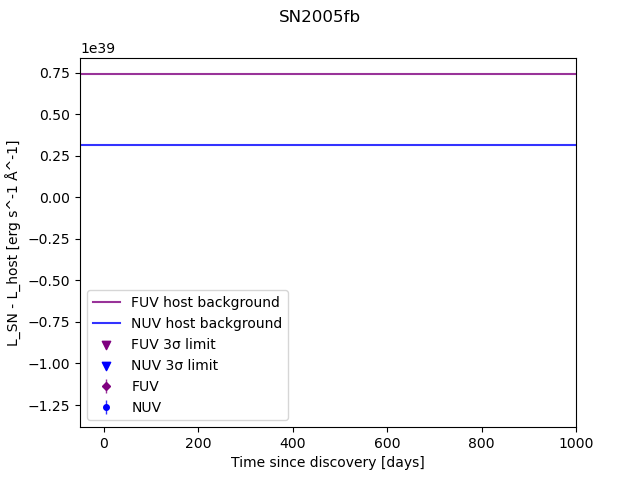 SN2005fb
1e39
0.75
0.50
0.25
0.00
−0.25
−0.50
−0.75
−1.00
−1.25
L_SN - L_host [erg s^-1 Å^-1]
FUV host background
NUV host background
FUV 3σ limit
NUV 3σ limit
FUV
NUV
0 200 400 600 800 1000
Time since discovery [days]